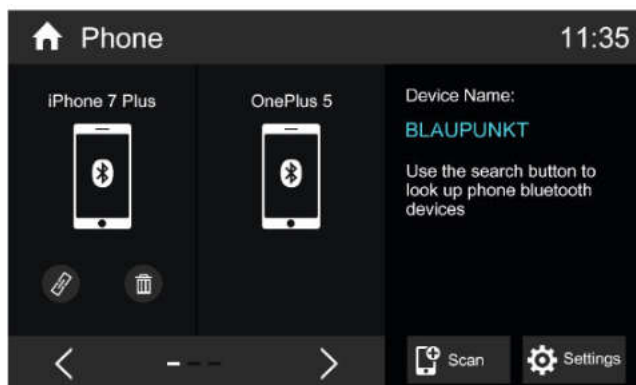 Phone
11:35
iPhone 7 Plus
OnePlus 5
Device Name:
BLAUPUNKT
Use the search button to
look up phone bluetooth
devices
Scan
Settings